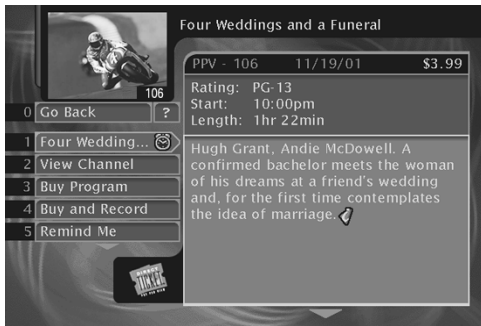 Four Weddings and a Funeral
106
PPV - 106 11/19/01 $3.99
Rating: PG-13
Start: 10:00pm
Length: 1hr 22min
0 Go Back ?
1 Four Wedding...
2 View Channel
3 Buy Program
4 Buy and Record
5 Remind Me
Hugh Grant, Andie McDowell. A
confirmed bachelor meets the woman
of his dreams at a friend's wedding
and, for the first time contemplates
the idea of marriage.
DIRECT
TICKET